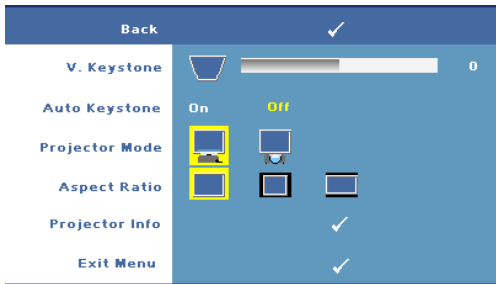 Back
V. Keystone 0
Auto Keystone On Off
Projector Mode
Aspect Ratio
Projector Info
Exit Menu